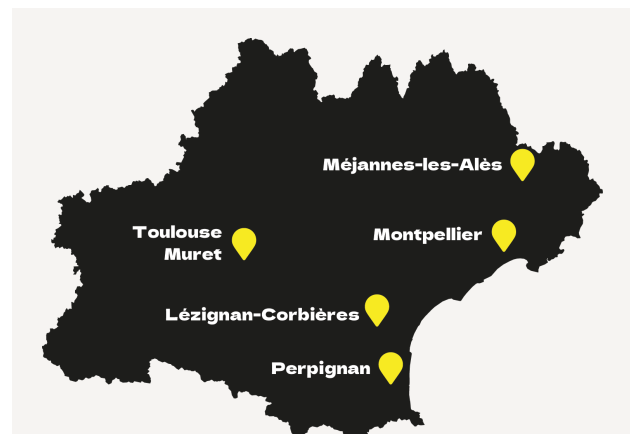 Méjannes-les-Alès
Toulouse
Muret
Montpellier
Lézignan-Corbières
Perpignan